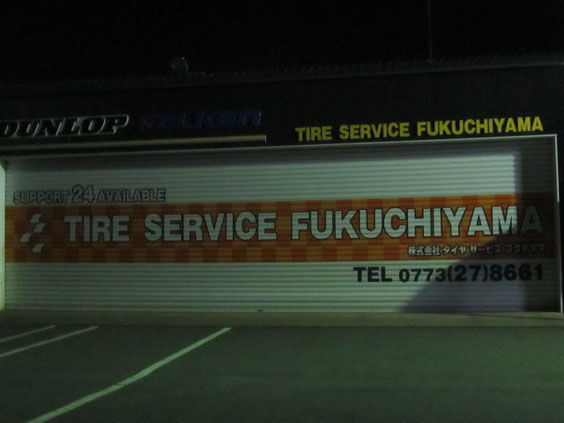 DUNLOP FALKEN
TIRE SERVICE FUKUCHIYAMA
SUPPORT 24 AVAILABLE
TIRE SERVICE FUKUCHIYAMA
株式会社 タイヤ サービス フクチヤマ
TEL 0773(27)8661